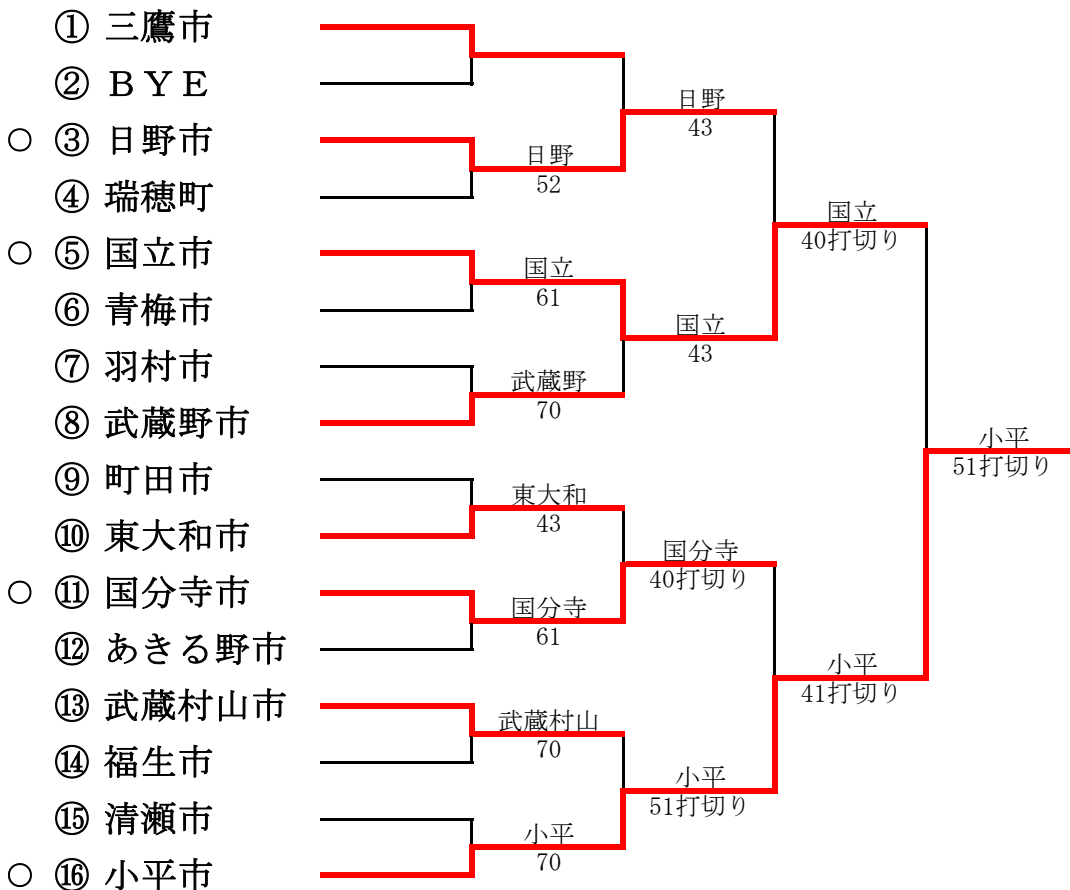 ① 三鷹市
② ＢＹＥ
○ ③ 日野市
④ 瑞穂町
○ ⑤ 国立市
⑥ 青梅市
⑦ 羽村市
⑧ 武蔵野市
⑨ 町田市
⑩ 東大和市
○ ⑪ 国分寺市
⑫ あきる野市
⑬ 武蔵村山市
⑭ 福生市
⑮ 清瀬市
○ ⑯ 小平市
日野
52
国立
61
武蔵野
70
東大和
43
国分寺
61
武蔵村山
70
小平
70
日野
43
国立
43
国分寺
40打切り
小平
51打切り
国立
40打切り
小平
41打切り
小平
51打切り